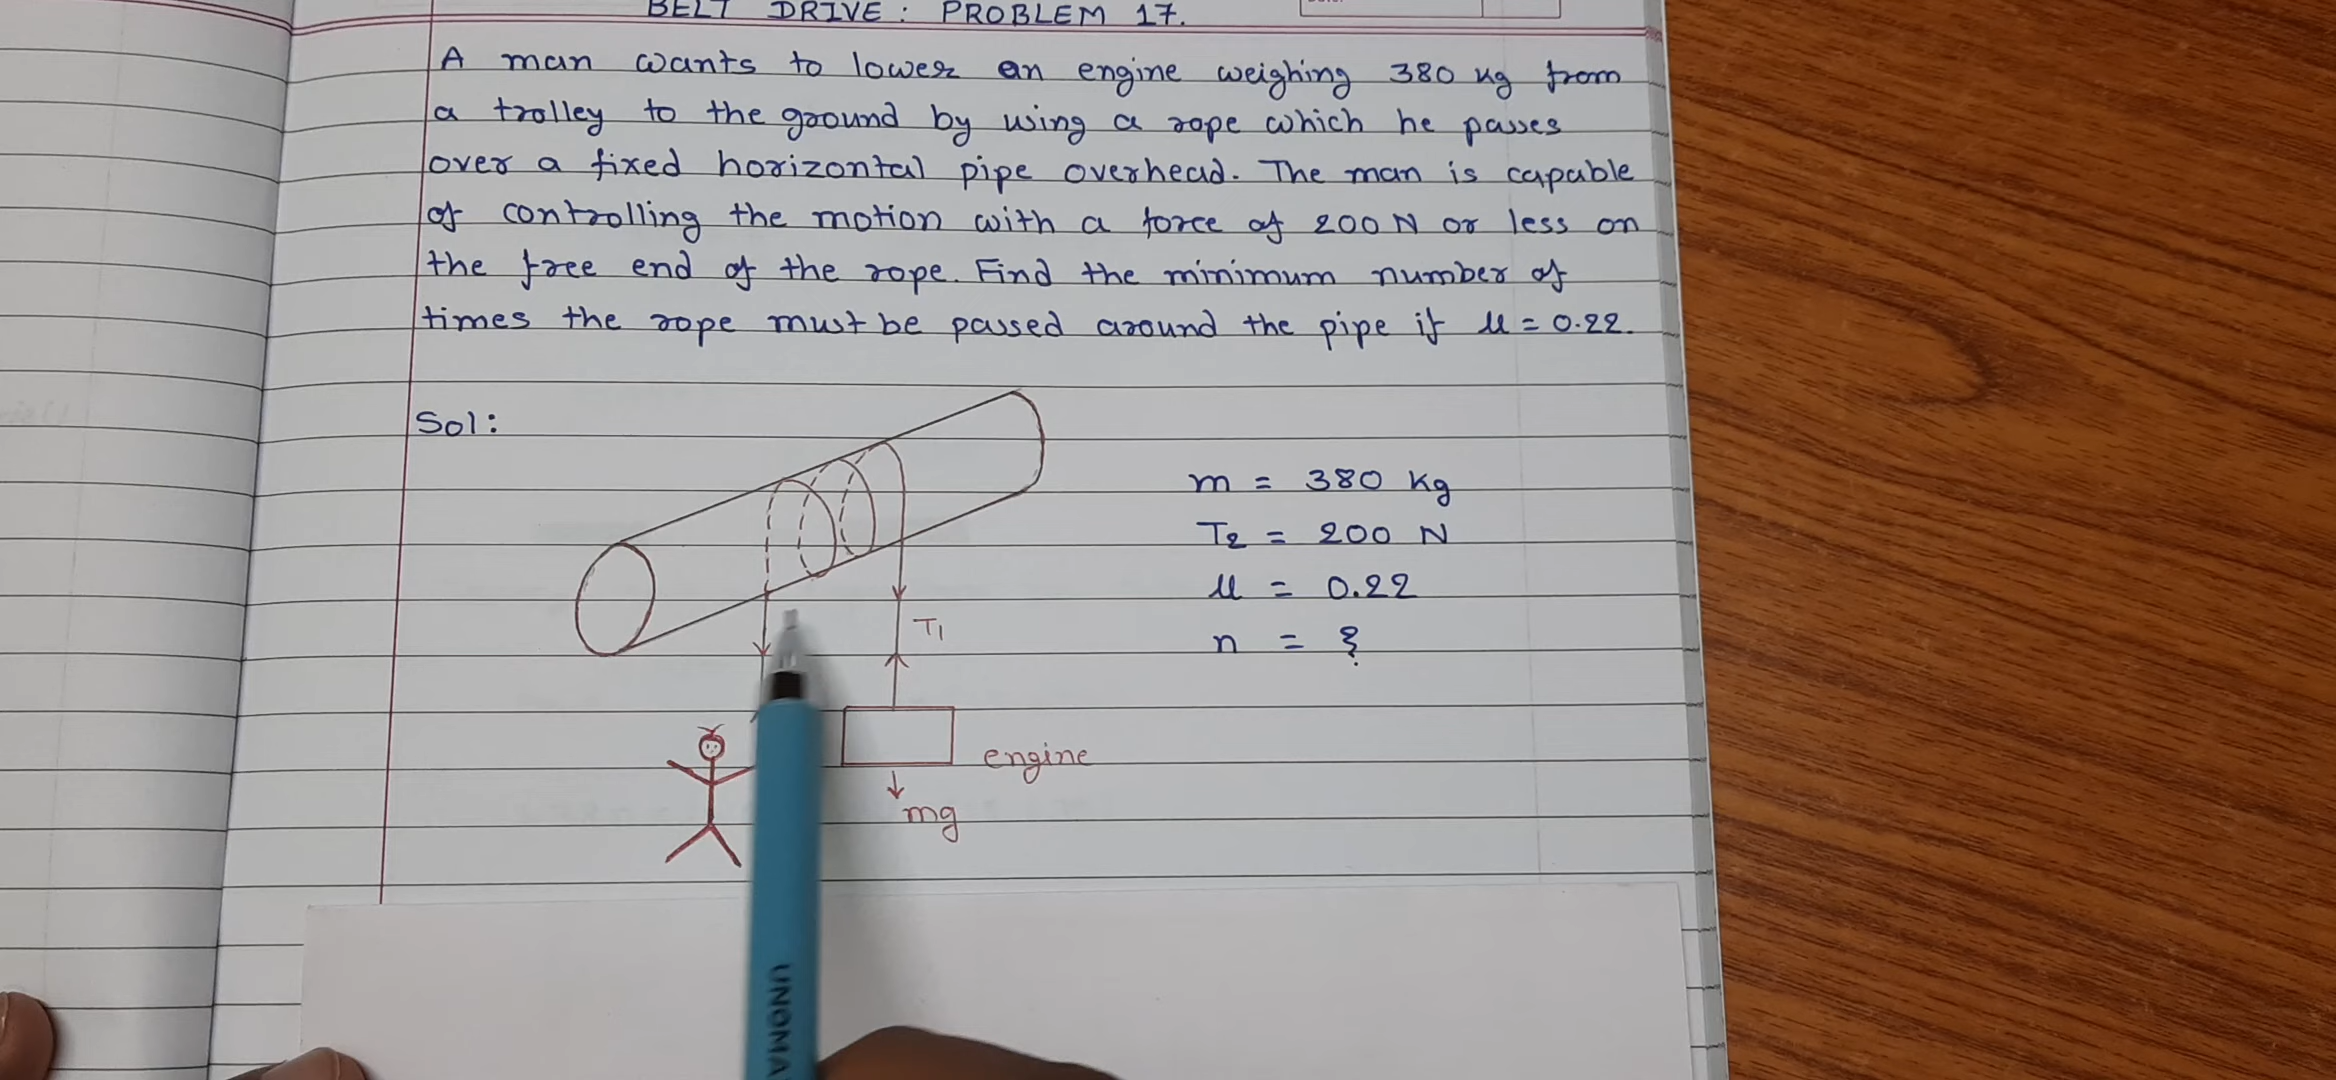 BELT DRIVE: PROBLEM 17.
A man wants to lower an engine weighing 380 kg from
a trolley to the ground by using a rope which he passes
over a fixed horizontal pipe overhead. The man is capable
of controlling the motion with a force of 200 N or less on
the free end of the rope. Find the minimum number of
times the rope must be passed around the pipe if μ = 0.22.
Sol:
m = 380 kg
T2 = 200 N
μ = 0.22
n = ?
T1
engine
mg
UNOMA